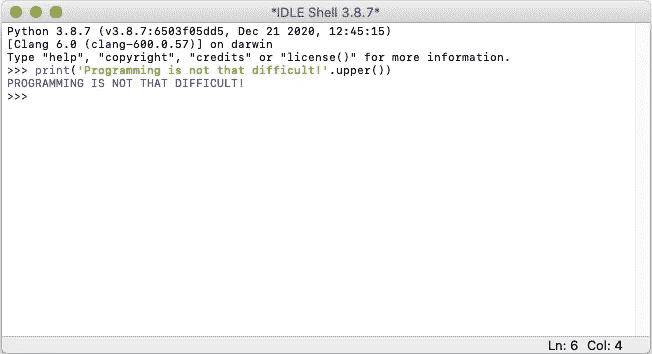 *IDLE Shell 3.8.7*
Python 3.8.7 (v3.8.7:6503f05dd5, Dec 21 2020, 12:45:15)
[Clang 6.0 (clang-600.0.57)] on darwin
Type "help", "copyright", "credits" or "license()" for more information.
>>> print('Programming is not that difficult!'.upper())
PROGRAMMING IS NOT THAT DIFFICULT!
>>>
Ln: 6 Col: 4